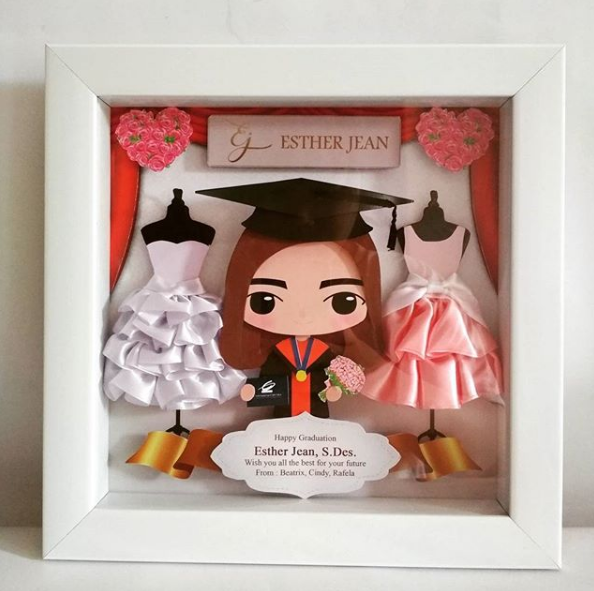 Ej ESTHER JEAN
Happy Graduation
Esther Jean, S.Des.
Wish you all the best for your future
From : Beatrix, Cindy, Rafela